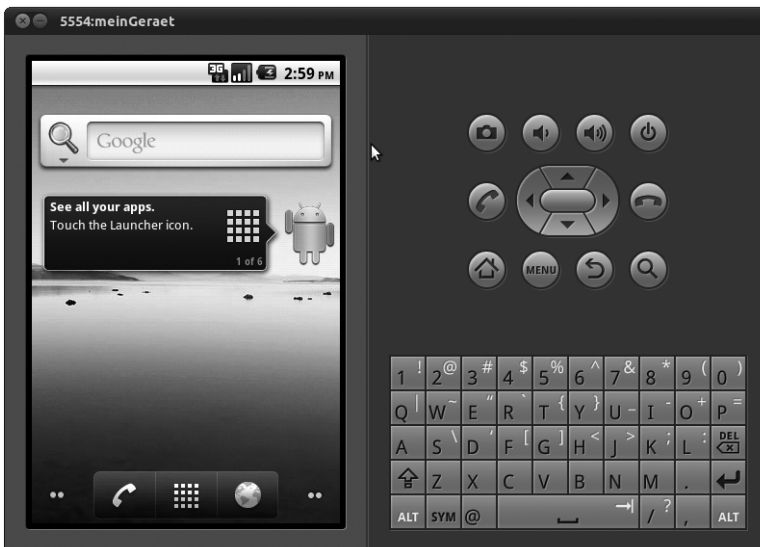 5554:meinGeraet
3G 2:59 PM
Google
See all your apps.
Touch the Launcher icon.
1 of 6
MENU
1 ! 2 @ 3 # 4 $ 5 % 6 ^ 7 & 8 * 9 ( 0 )
Q | W ~ E " R ` T { Y } U - I - O + P =
A S \ D ' F [ G ] H < J > K ; L : DEL
Z X C V B N M .
ALT SYM @ / ? , ALT